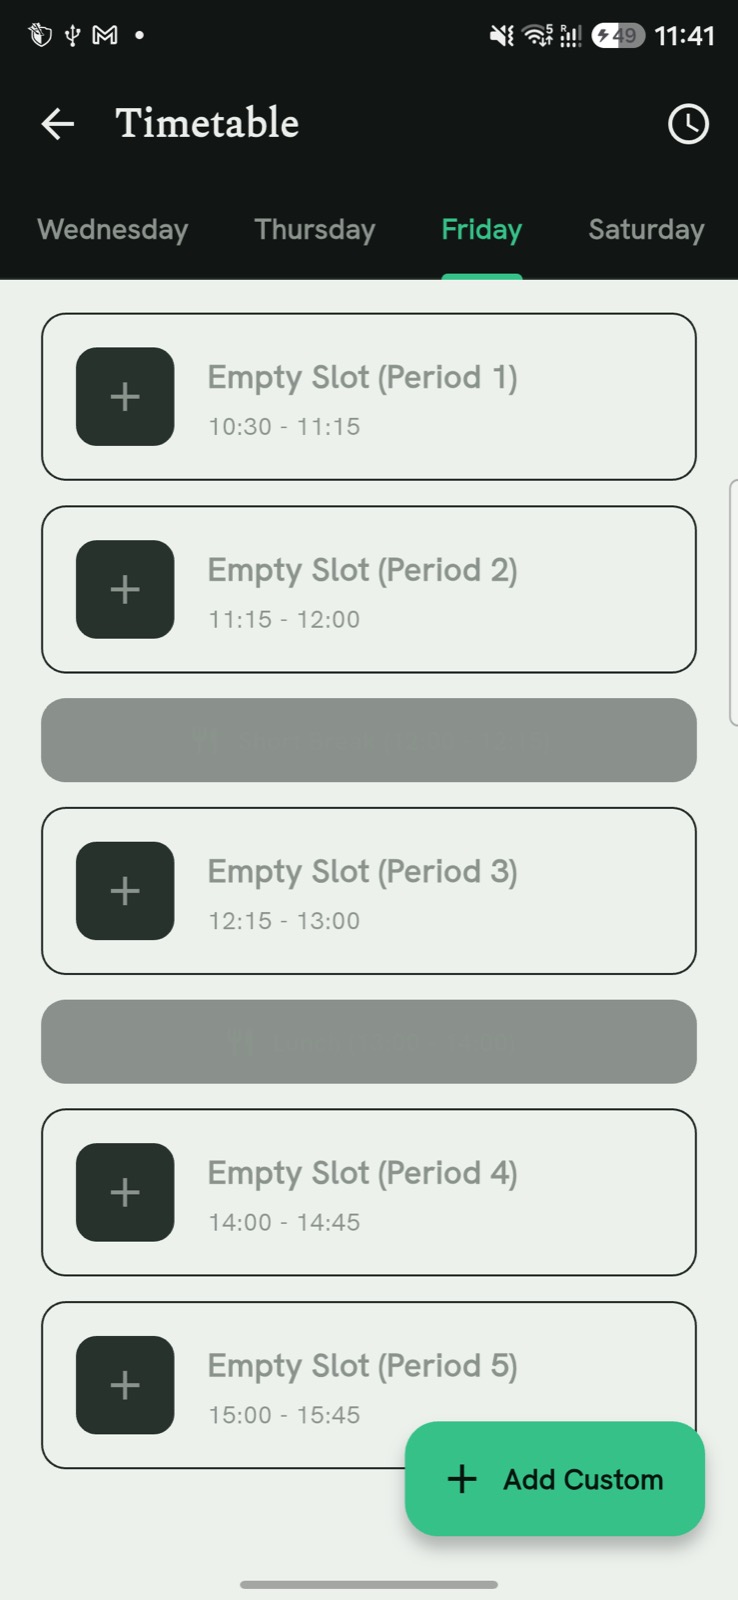 49 11:41
Timetable
Wednesday Thursday Friday Saturday
Empty Slot (Period 1)
10:30 - 11:15
Empty Slot (Period 2)
11:15 - 12:00
Empty Slot (Period 3)
12:15 - 13:00
Empty Slot (Period 4)
14:00 - 14:45
Empty Slot (Period 5)
15:00 - 15:45
Add Custom